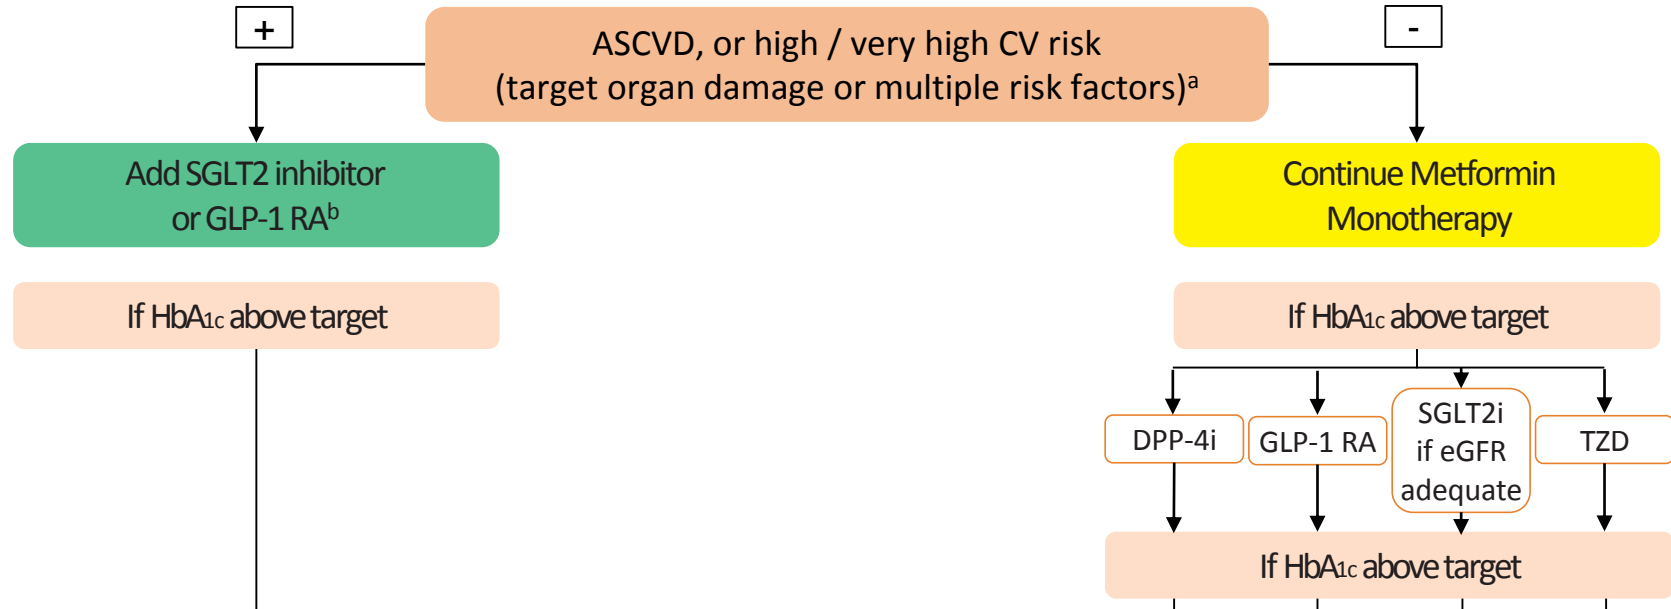 +
-
ASCVD, or high / very high CV risk
(target organ damage or multiple risk factors)ᵃ
Add SGLT2 inhibitor
or GLP-1 RAᵇ
Continue Metformin
Monotherapy
If HbA1c above target
If HbA1c above target
DPP-4i
GLP-1 RA
SGLT2i
if eGFR
adequate
TZD
If HbA1c above target